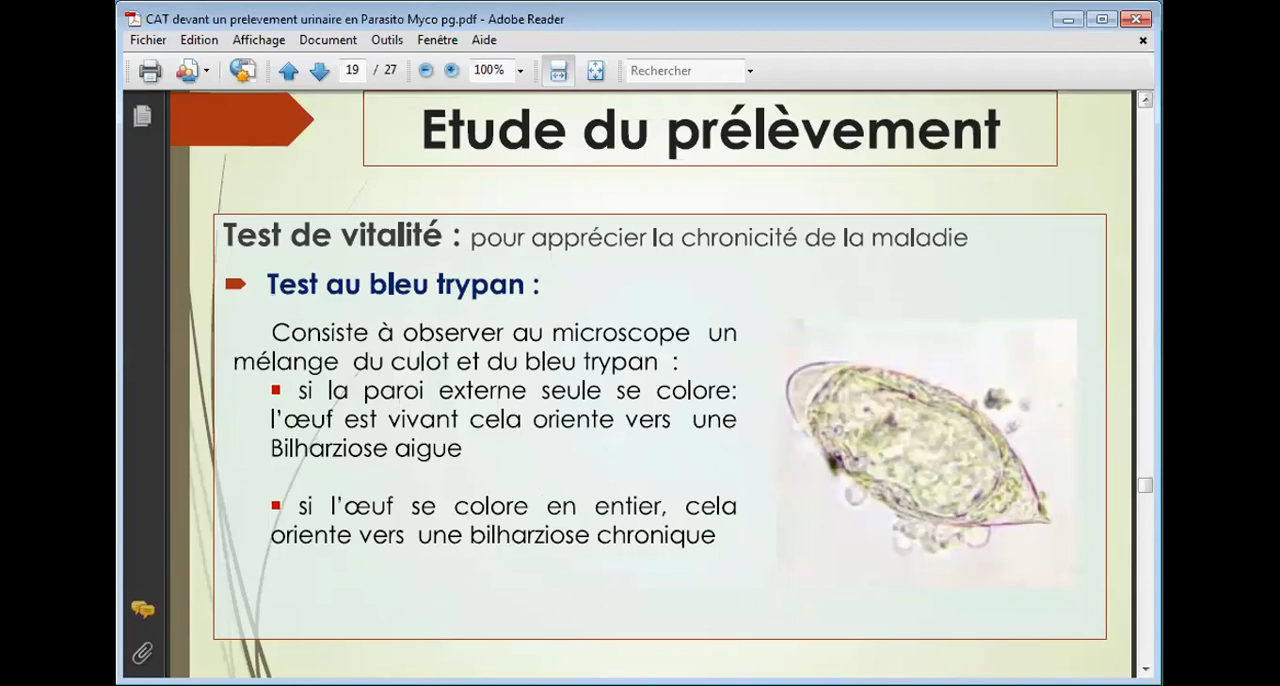 CAT devant un prelevement urinaire en Parasito Myco pg.pdf - Adobe Reader
Fichier Edition Affichage Document Outils Fenêtre Aide
19 / 27 100% Rechercher
Etude du prélèvement
Test de vitalité : pour apprécier la chronicité de la maladie
Test au bleu trypan :
Consiste à observer au microscope un
mélange du culot et du bleu trypan :
si la paroi externe seule se colore:
l'œuf est vivant cela oriente vers une
Bilharziose aigue
si l'œuf se colore en entier, cela
oriente vers une bilharziose chronique